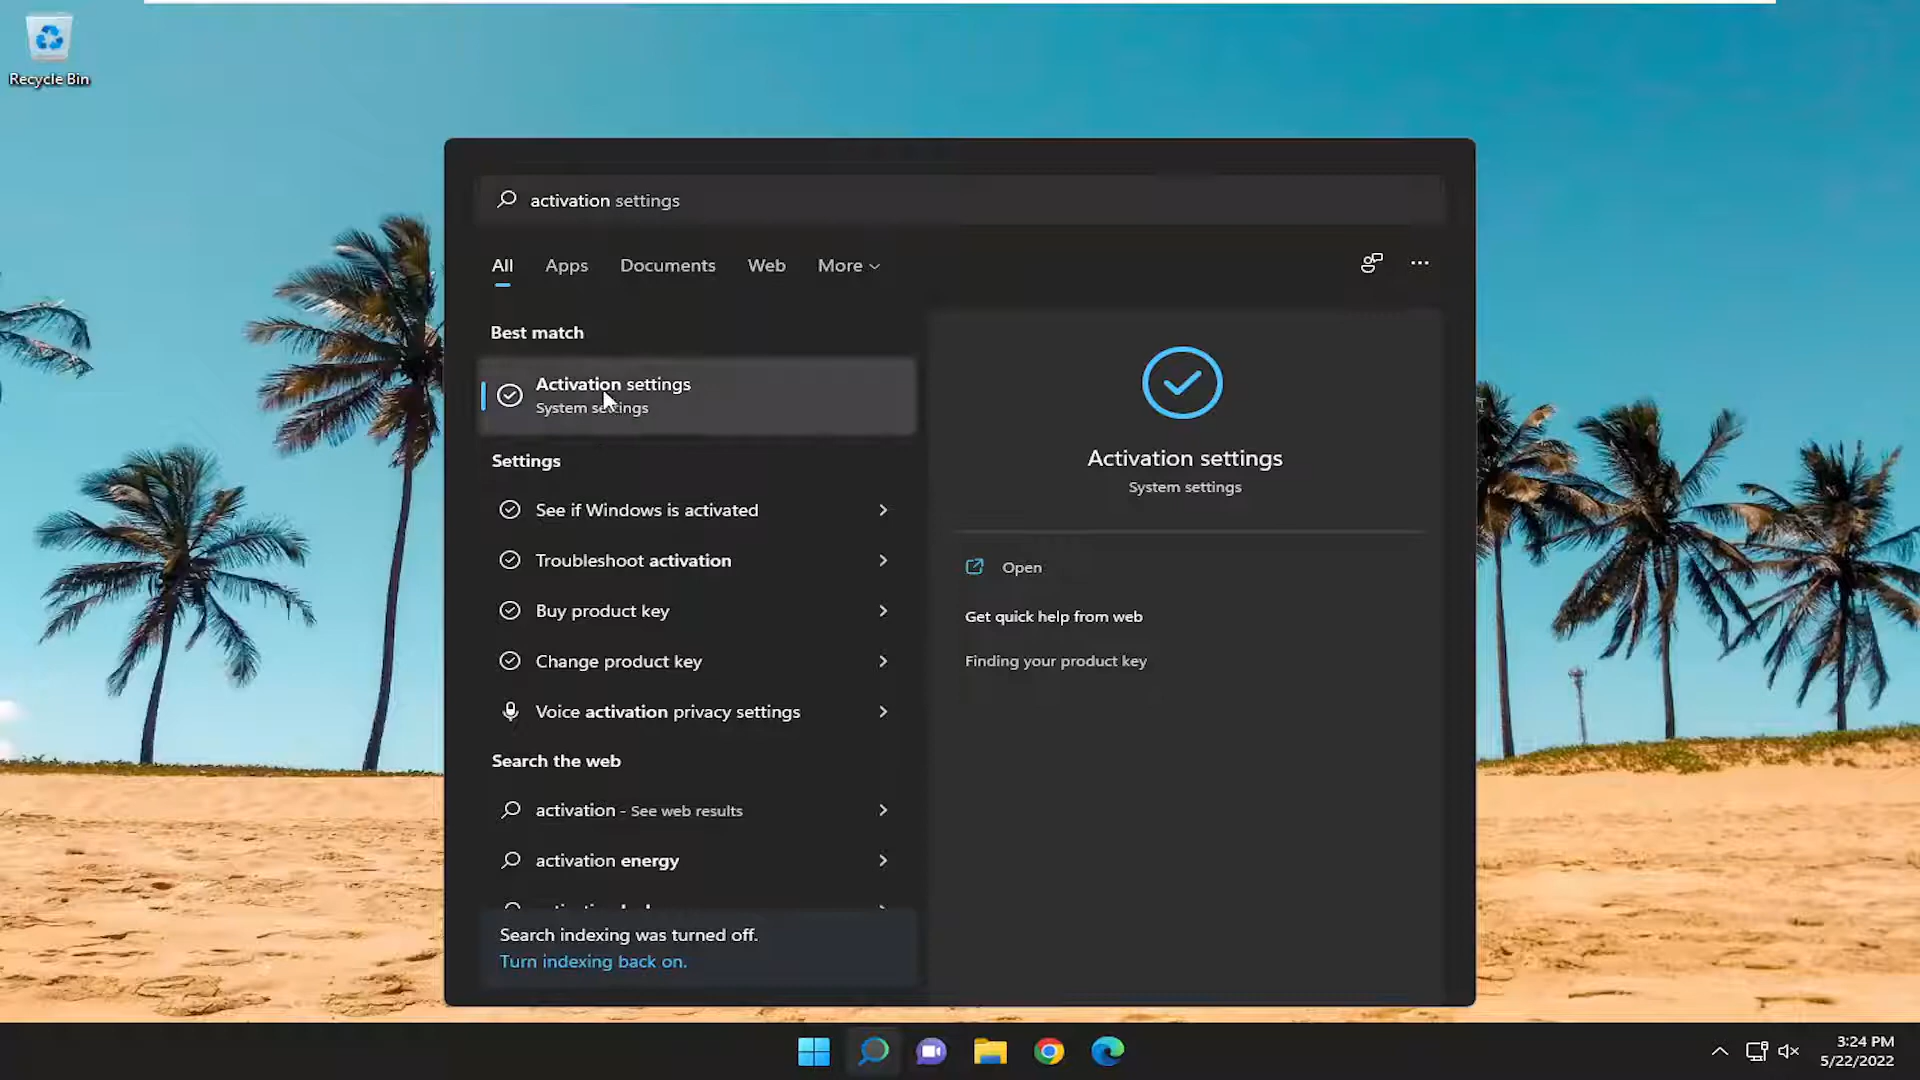 Recycle Bin
activation settings
All Apps Documents Web More
Best match
Activation settings
System settings
Settings
See if Windows is activated
Troubleshoot activation
Buy product key
Change product key
Voice activation privacy settings
Search the web
activation - See web results
activation energy
Search indexing was turned off.
Turn indexing back on.
Activation settings
System settings
Open
Get quick help from web
Finding your product key
3:24 PM
5/22/2022